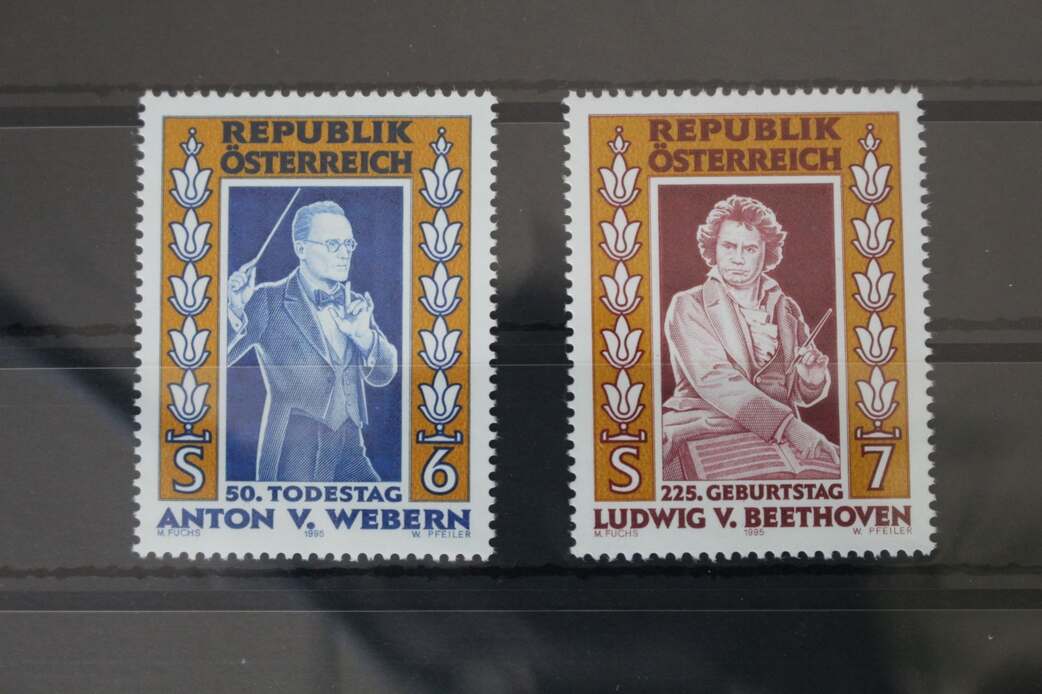 REPUBLIK
ÖSTERREICH
S 6
50. TODESTAG
ANTON V. WEBERN
M. FUCHS 1995 W. PFEILER
REPUBLIK
ÖSTERREICH
S 7
225. GEBURTSTAG
LUDWIG V. BEETHOVEN
M. FUCHS 1995 W. PFEILER